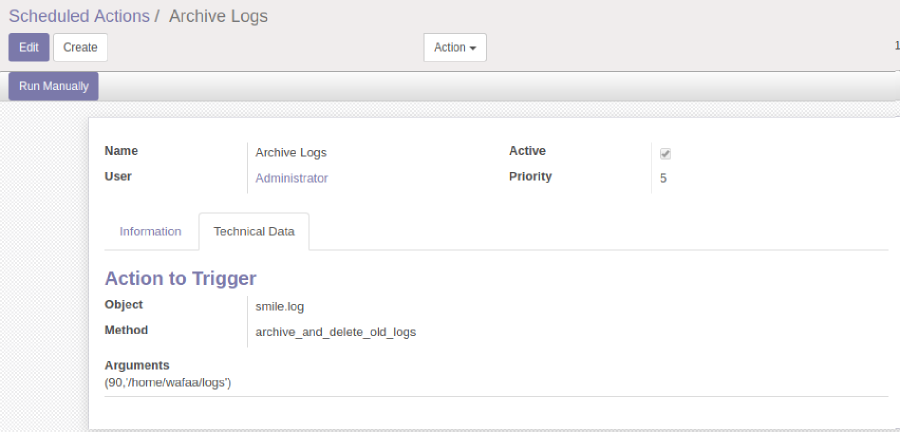 Scheduled Actions / Archive Logs
Edit Create Action 1
Run Manually
Name Archive Logs Active
User Administrator Priority 5
Information Technical Data
Action to Trigger
Object smile.log
Method archive_and_delete_old_logs
Arguments
(90,'/home/wafaa/logs')